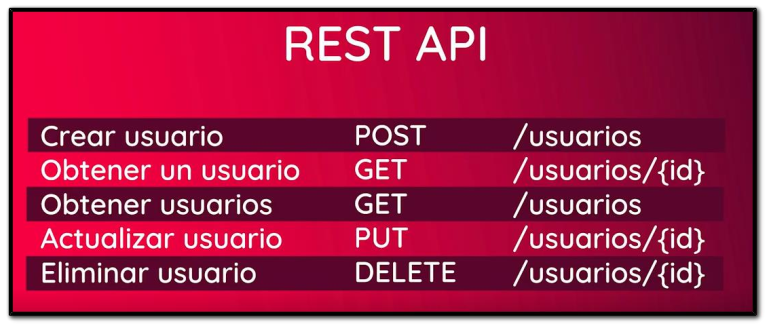 REST API
Crear usuario POST /usuarios
Obtener un usuario GET /usuarios/{id}
Obtener usuarios GET /usuarios
Actualizar usuario PUT /usuarios/{id}
Eliminar usuario DELETE /usuarios/{id}